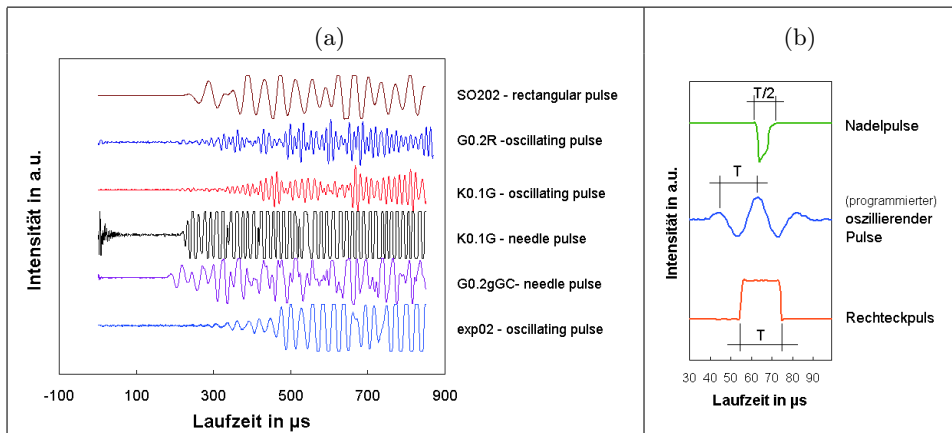 (a)
Intensität in a.u.
SO202 - rectangular pulse
G0.2R -oscillating pulse
K0.1G - oscillating pulse
K0.1G - needle pulse
G0.2gGC- needle pulse
exp02 - oscillating pulse
-100 100 300 500 700 900
Laufzeit in µs
(b)
Intensität in a.u.
T/2
Nadelpulse
T
(programmierter)
oszillierender
Pulse
Rechteckpuls
T
30 40 50 60 70 80 90
Laufzeit in µs